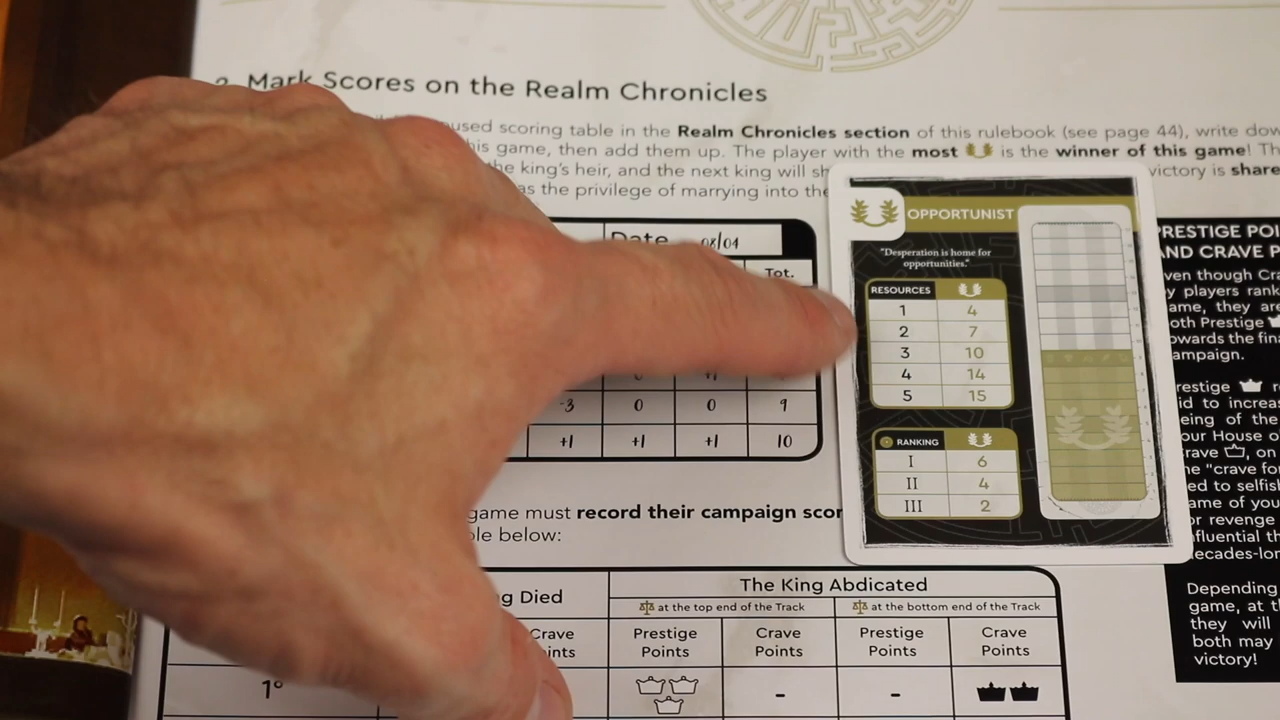 Mark Scores on the Realm Chronicles
used scoring table in the Realm Chronicles section of this rulebook (see page 44), write dow
his game, then add them up. The player with the most is the winner of this game! Th
he king's heir, and the next king will sh victory is share
as the privilege of marrying into the
Date 08/04
Tot.
-3 0 0 9
+1 +1 +1 10
OPPORTUNIST
"Desperation is home for
opportunities."
RESOURCES
1 4
2 7
3 10
4 14
5 15
RANKING
I 6
II 4
III 2
PRESTIGE POI
AND CRAVE P
ven though Cra
y players rank
ame, they are
oth Prestige
owards the fina
ampaign.
restige r
id to increas
eing of the
our House o
rave , on
he "crave for
ed to selfish
ame of you
or revenge
nfluential th
ecades-lon
Depending
game, at th
they will
both may
victory!
game must record their campaign scor
ble below:
g Died The King Abdicated
at the top end of the Track at the bottom end of the Track
Crave Prestige Crave Prestige Crave
ints Points Points Points Points
1° - -